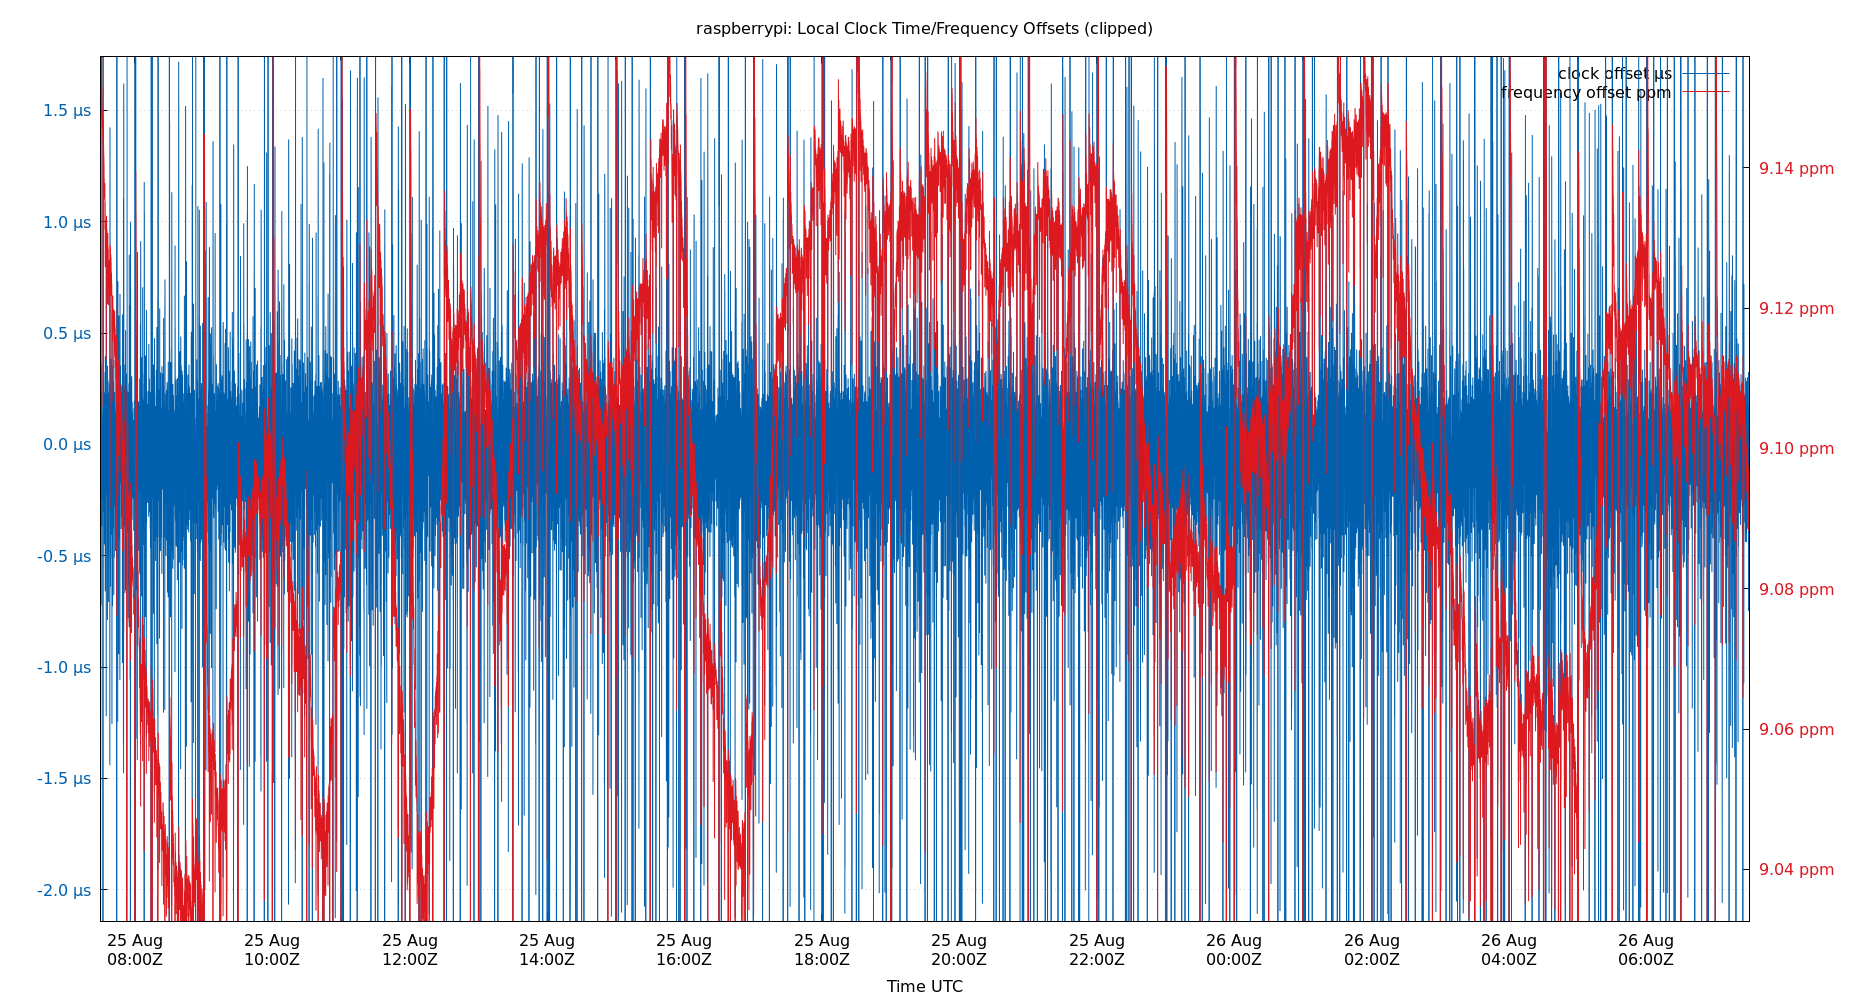 raspberrypi: Local Clock Time/Frequency Offsets (clipped)
clock offset µs
frequency offset ppm
1.5 µs
1.0 µs
0.5 µs
0.0 µs
-0.5 µs
-1.0 µs
-1.5 µs
-2.0 µs
9.14 ppm
9.12 ppm
9.10 ppm
9.08 ppm
9.06 ppm
9.04 ppm
25 Aug
08:00Z
25 Aug
10:00Z
25 Aug
12:00Z
25 Aug
14:00Z
25 Aug
16:00Z
25 Aug
18:00Z
25 Aug
20:00Z
25 Aug
22:00Z
26 Aug
00:00Z
26 Aug
02:00Z
26 Aug
04:00Z
26 Aug
06:00Z
Time UTC